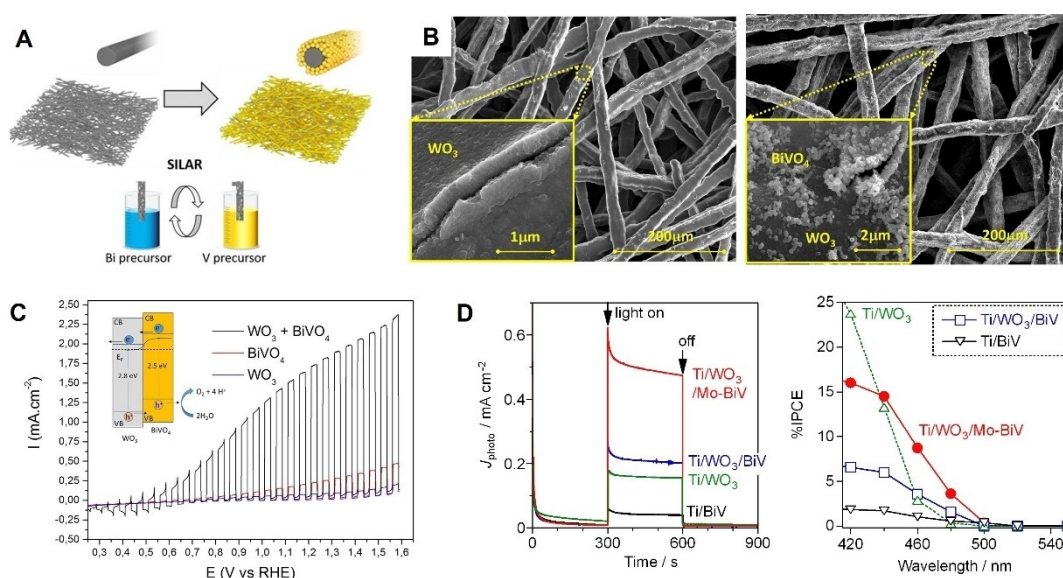 A
SILAR
Bi precursor
V precursor
B
WO₃
1μm
200μm
BiVO₄
WO₃
2μm
200μm
C
I (mA.cm⁻²)
2,50
2,25
2,00
1,75
1,50
1,25
1,00
0,75
0,50
0,25
0,00
-0,25
0,50
CB
CB
e⁻
e⁻
E_F
2.8 eV
2.5 eV
O₂ + 4 H⁺
2H₂O
h⁺
h⁺
VB
VB
WO₃
BiVO₄
WO₃ + BiVO₄
BiVO₄
WO₃
0,3 0,4 0,5 0,6 0,7 0,8 0,9 1,0 1,1 1,2 1,3 1,4 1,5 1,6
E (V vs RHE)
D
J_photo / mA cm⁻²
0.6
0.4
0.2
0
light on
off
Ti/WO₃
/Mo-BiV
Ti/WO₃/BiV
Ti/WO₃
Ti/BiV
0 300 600 900
Time / s
%IPCE
25
20
15
10
5
0
Ti/WO₃
Ti/WO₃/BiV
Ti/BiV
Ti/WO₃/Mo-BiV
420 460 500 540
Wavelength / nm